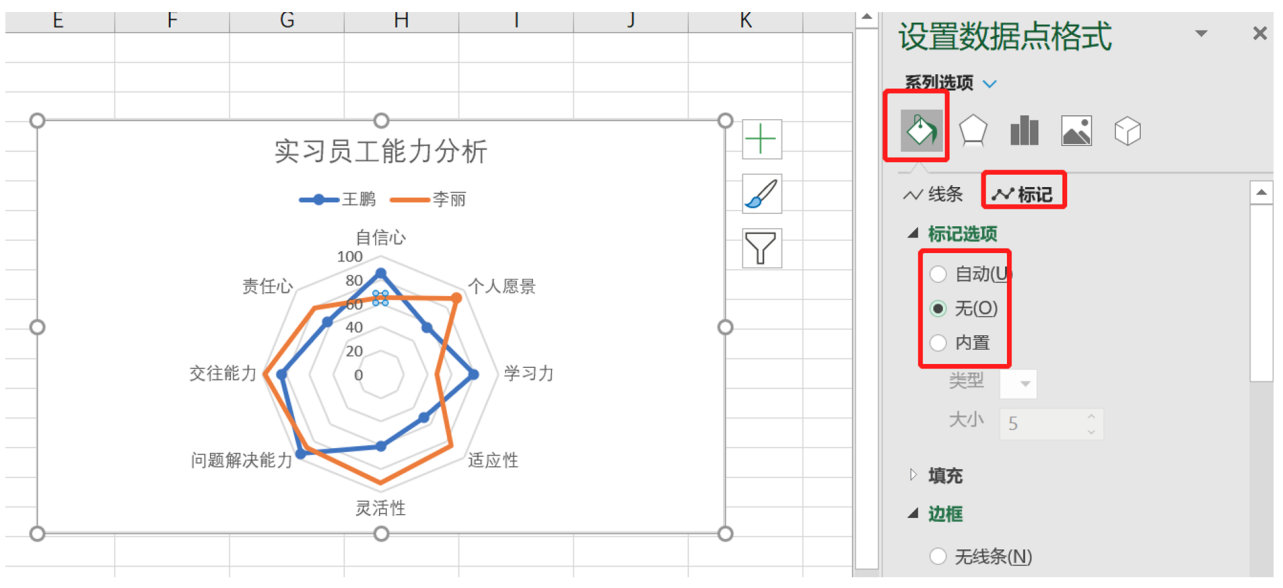 E F G H I J K
设置数据点格式
系列选项
线条 标记
标记选项
自动(U)
无(O)
内置
类型
大小 5
填充
边框
无线条(N)
实习员工能力分析
王鹏 李丽
自信心
100
责任心 80 个人愿景
60
40
20
交往能力 0 学习力
问题解决能力 适应性
灵活性